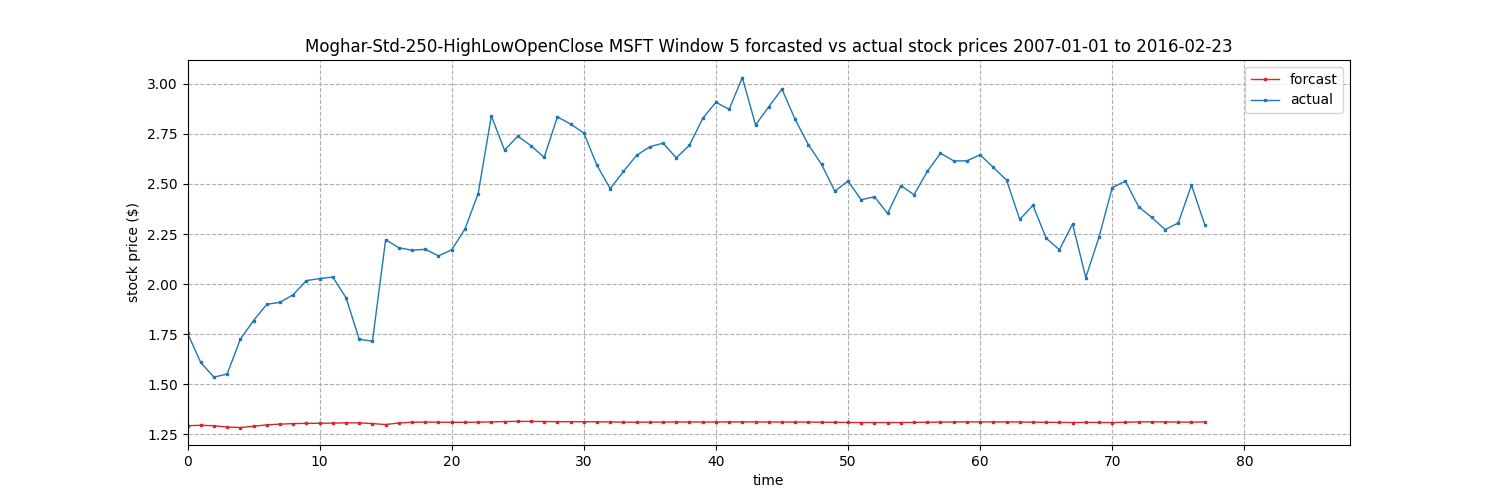 Moghar-Std-250-HighLowOpenClose MSFT Window 5 forcasted vs actual stock prices 2007-01-01 to 2016-02-23
forcast
actual
stock price ($)
3.00
2.75
2.50
2.25
2.00
1.75
1.50
1.25
0 10 20 30 40 50 60 70 80
time